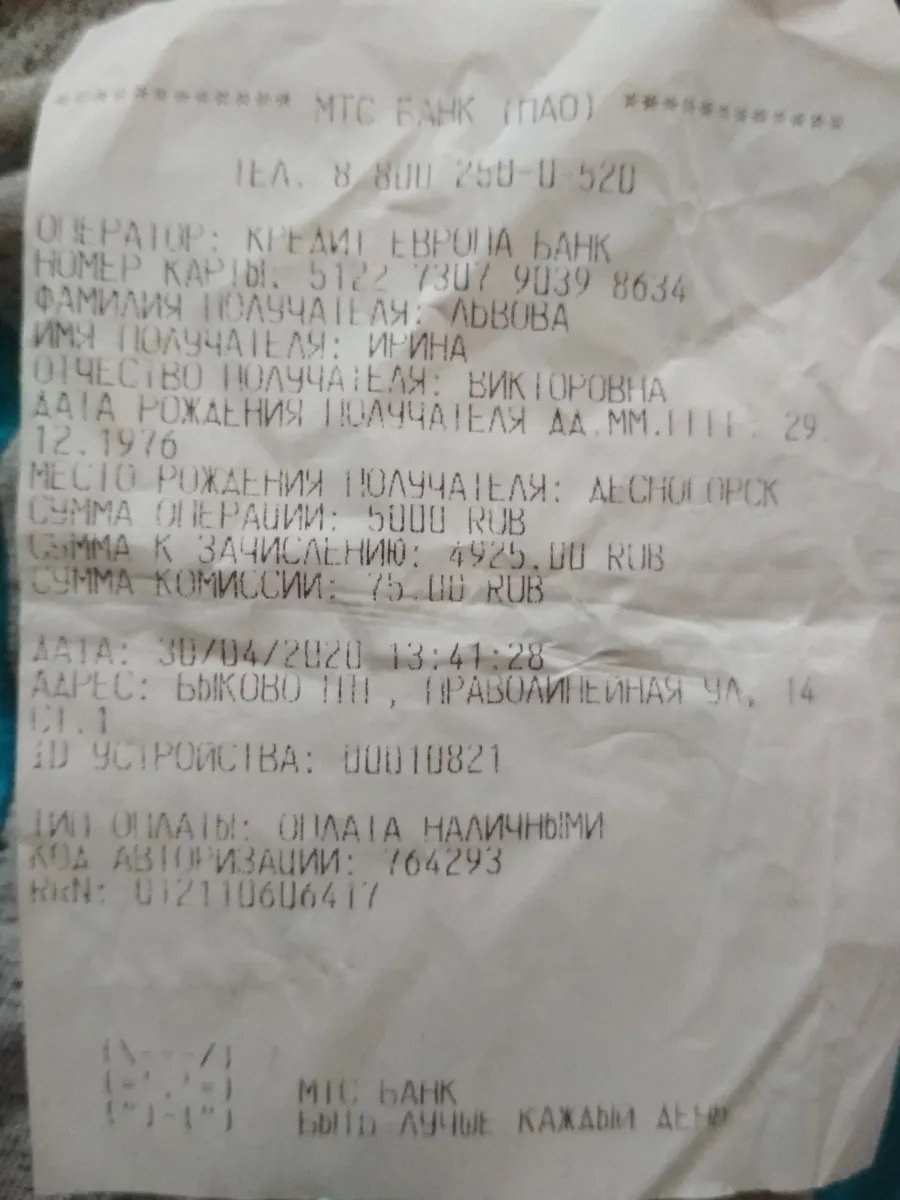 **************** МТС БАНК (ПАО) ****************
ТЕЛ. 8 800 250-0-520
ОПЕРАТОР: КРЕДИТ ЕВРОПА БАНК
НОМЕР КАРТЫ: 5122 7307 9039 8634
ФАМИЛИЯ ПОЛУЧАТЕЛЯ: ЛЬВОВА
ИМЯ ПОЛУЧАТЕЛЯ: ИРИНА
ОТЧЕСТВО ПОЛУЧАТЕЛЯ: ВИКТОРОВНА
ДАТА РОЖДЕНИЯ ПОЛУЧАТЕЛЯ ДД.ММ.ГГГГ: 29.
12.1976
МЕСТО РОЖДЕНИЯ ПОЛУЧАТЕЛЯ: ДЕСНОГОРСК
СУММА ОПЕРАЦИИ: 5000 RUB
СУММА К ЗАЧИСЛЕНИЮ: 4925.00 RUB
СУММА КОМИССИИ: 75.00 RUB
ДАТА: 30/04/2020 13:41:28
АДРЕС: БЫКОВО ПГТ, ПРАВОЛИНЕЙНАЯ УЛ, 14
СТ.1
ID УСТРОЙСТВА: 00010821
ТИП ОПЛАТЫ: ОПЛАТА НАЛИЧНЫМИ
КОД АВТОРИЗАЦИИ: 764293
RRN: 012110606417
(\---/)
(='.'=)
(")-(")
МТС БАНК
БЫТЬ ЛУЧШЕ КАЖДЫЙ ДЕНЬ